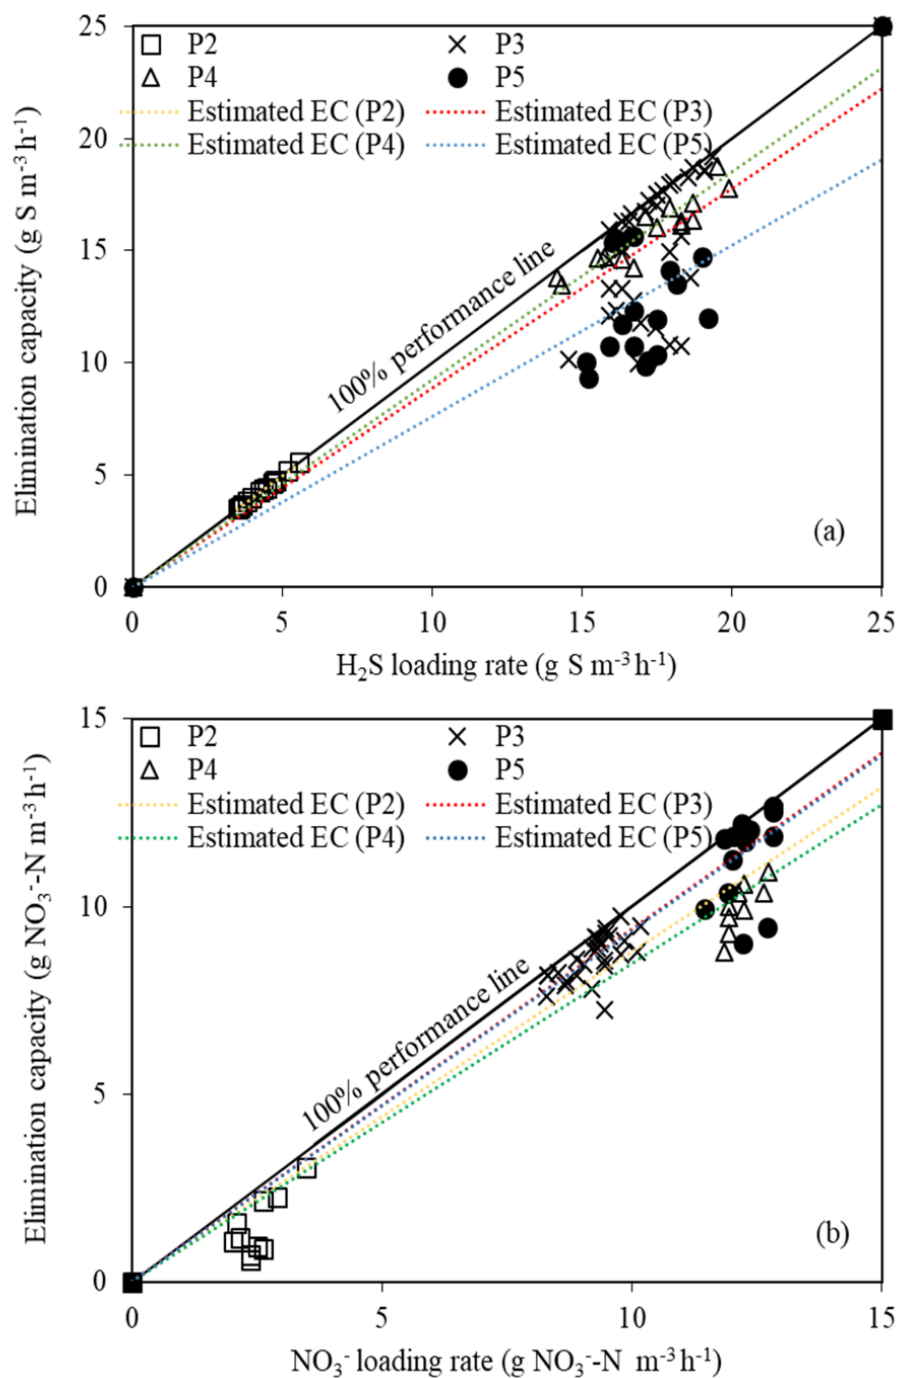 25
20
15
10
5
0
Elimination capacity (g S m⁻³ h⁻¹)
P2
P3
P4
P5
Estimated EC (P2)
Estimated EC (P3)
Estimated EC (P4)
Estimated EC (P5)
100% performance line
(a)
0 5 10 15 20 25
H₂S loading rate (g S m⁻³ h⁻¹)
15
10
5
0
Elimination capacity (g NO₃⁻-N m⁻³ h⁻¹)
P2
P3
P4
P5
Estimated EC (P2)
Estimated EC (P3)
Estimated EC (P4)
Estimated EC (P5)
100% performance line
(b)
0 5 10 15
NO₃⁻ loading rate (g NO₃⁻-N m⁻³ h⁻¹)